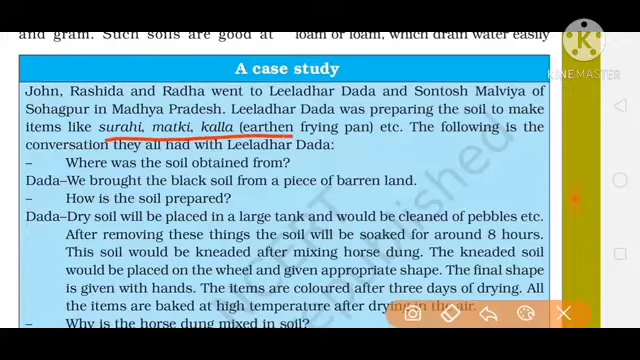 and gram. Such soils are good at loam or loam, which drain water easily
A case study
John, Rashida and Radha went to Leeladhar Dada and Sontosh Malviya of
Sohagpur in Madhya Pradesh. Leeladhar Dada was preparing the soil to make
items like surahi, matki, kalla (earthen frying pan) etc. The following is the
conversation they all had with Leeladhar Dada:
– Where was the soil obtained from?
Dada– We brought the black soil from a piece of barren land.
– How is the soil prepared?
Dada– Dry soil will be placed in a large tank and would be cleaned of pebbles etc.
After removing these things the soil will be soaked for around 8 hours.
This soil would be kneaded after mixing horse dung. The kneaded soil
would be placed on the wheel and given appropriate shape. The final shape
is given with hands. The items are coloured after three days of drying. All
the items are baked at high temperature after drying in the air.
– Why is the horse dung mixed in soil?
NCERT
republished
K
KINEMASTER